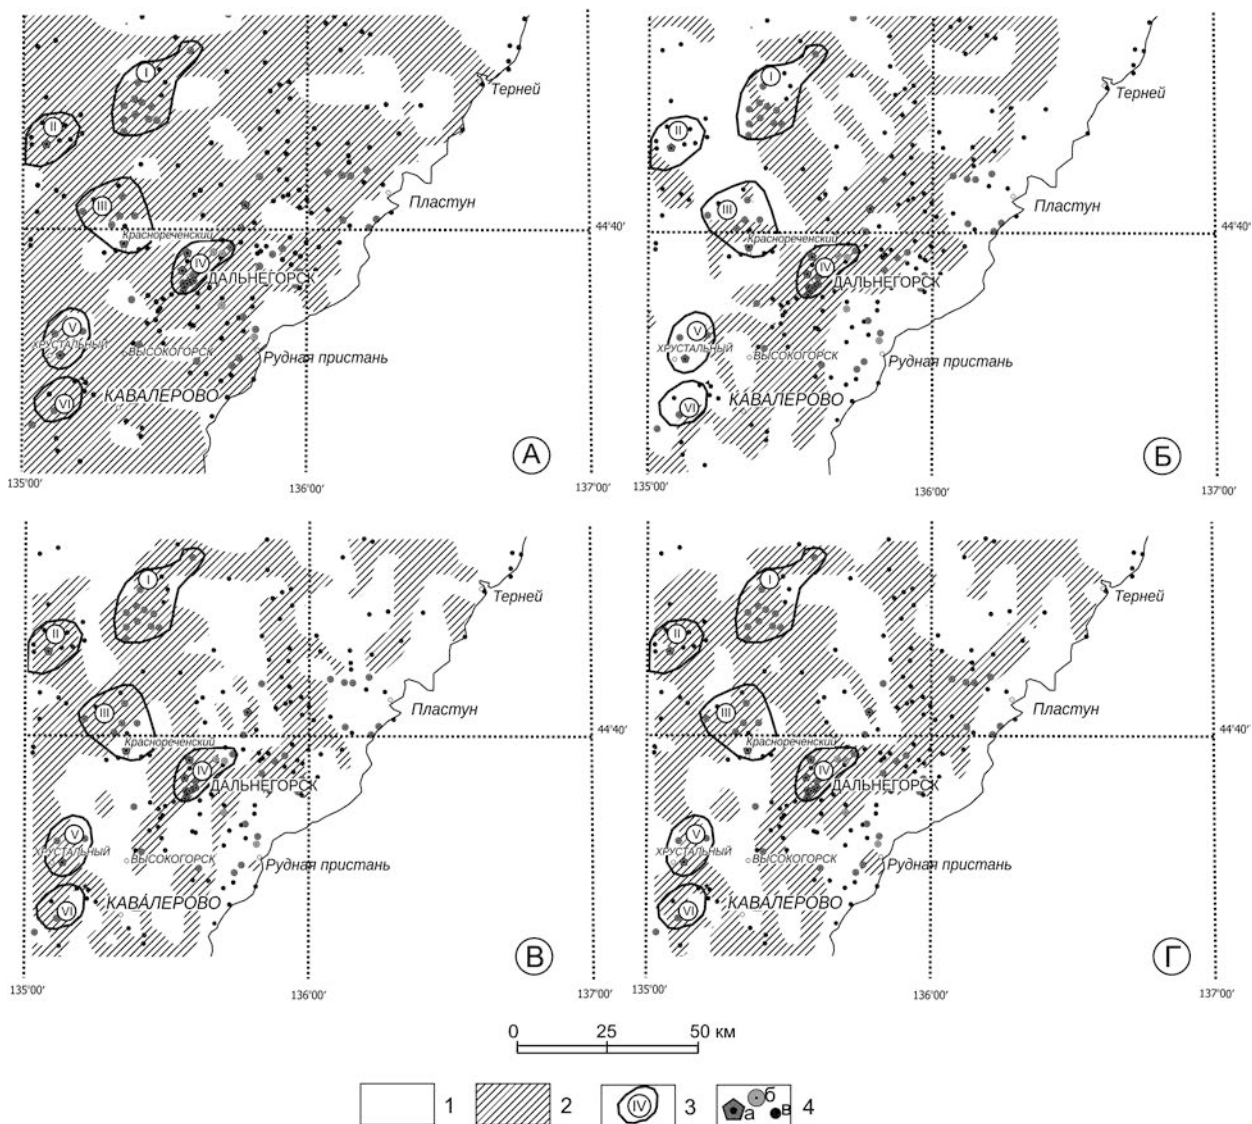 I
II
III
IV
V
VI
Терней
Пластун
Краснореченский
ДАЛЬНЕГОРСК
ХРУСТАЛЬНЫЙ
ВЫСОКОГОРСК
Рудная пристань
КАВАЛЕРОВО
44°40'
135°00'
136°00'
137°00'
А
I
II
III
IV
V
VI
Терней
Пластун
Краснореченский
ДАЛЬНЕГОРСК
ХРУСТАЛЬНЫЙ
ВЫСОКОГОРСК
Рудная пристань
КАВАЛЕРОВО
44°40'
135°00'
136°00'
137°00'
Б
I
II
III
IV
V
VI
Терней
Пластун
Краснореченский
ДАЛЬНЕГОРСК
ХРУСТАЛЬНЫЙ
ВЫСОКОГОРСК
Рудная пристань
КАВАЛЕРОВО
44°40'
135°00'
136°00'
137°00'
В
I
II
III
IV
V
VI
Терней
Пластун
Краснореченский
ДАЛЬНЕГОРСК
ХРУСТАЛЬНЫЙ
ВЫСОКОГОРСК
Рудная пристань
КАВАЛЕРОВО
44°40'
135°00'
136°00'
137°00'
Г
0 25 50 км
1 2 IV 3 а б в 4